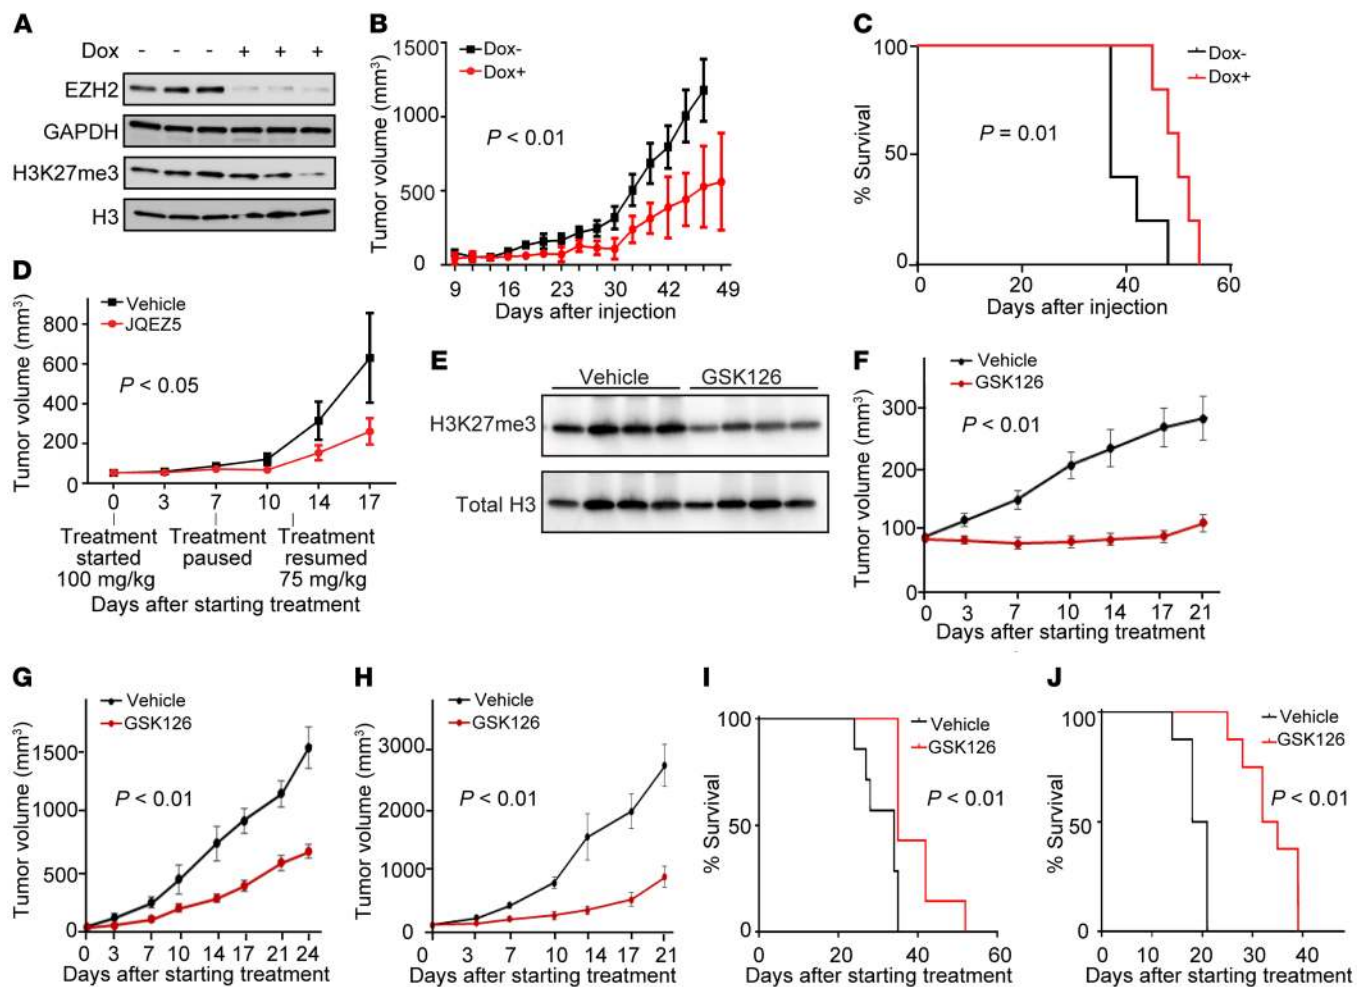 A
Dox - - - + + +
EZH2
GAPDH
H3K27me3
H3
B
Tumor volume (mm3)
1500
1000
500
0
Dox-
Dox+
P < 0.01
9 16 23 30 42 49
Days after injection
C
% Survival
100
50
0
Dox-
Dox+
P = 0.01
0 20 40 60
Days after injection
D
Tumor volume (mm3)
800
600
400
200
0
Vehicle
JQEZ5
P < 0.05
0 3 7 10 14 17
Treatment started 100 mg/kg
Treatment paused
Treatment resumed 75 mg/kg
Days after starting treatment
E
Vehicle GSK126
H3K27me3
Total H3
F
Tumor volume (mm3)
300
200
100
0
Vehicle
GSK126
P < 0.01
0 3 7 10 14 17 21
Days after starting treatment
G
Tumor volume (mm3)
1500
1000
500
0
Vehicle
GSK126
P < 0.01
0 3 7 10 14 17 21 24
Days after starting treatment
H
Tumor volume (mm3)
3000
2000
1000
0
Vehicle
GSK126
P < 0.01
0 3 7 10 14 17 21
Days after starting treatment
I
% Survival
100
50
0
Vehicle
GSK126
P < 0.01
0 20 40 60
Days after starting treatment
J
% Survival
100
50
0
Vehicle
GSK126
P < 0.01
0 10 20 30 40
Days after starting treatment